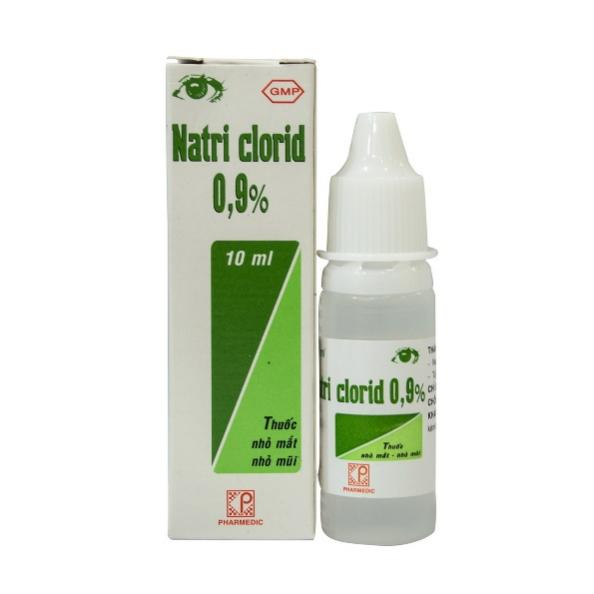 GMP
Natri clorid
0,9%
10 ml
Thuốc
nhỏ mắt
nhỏ mũi
PHARMEDIC
clorid 0,9%
Thuốc
nhỏ mắt - nhỏ mũi
PHARMEDIC